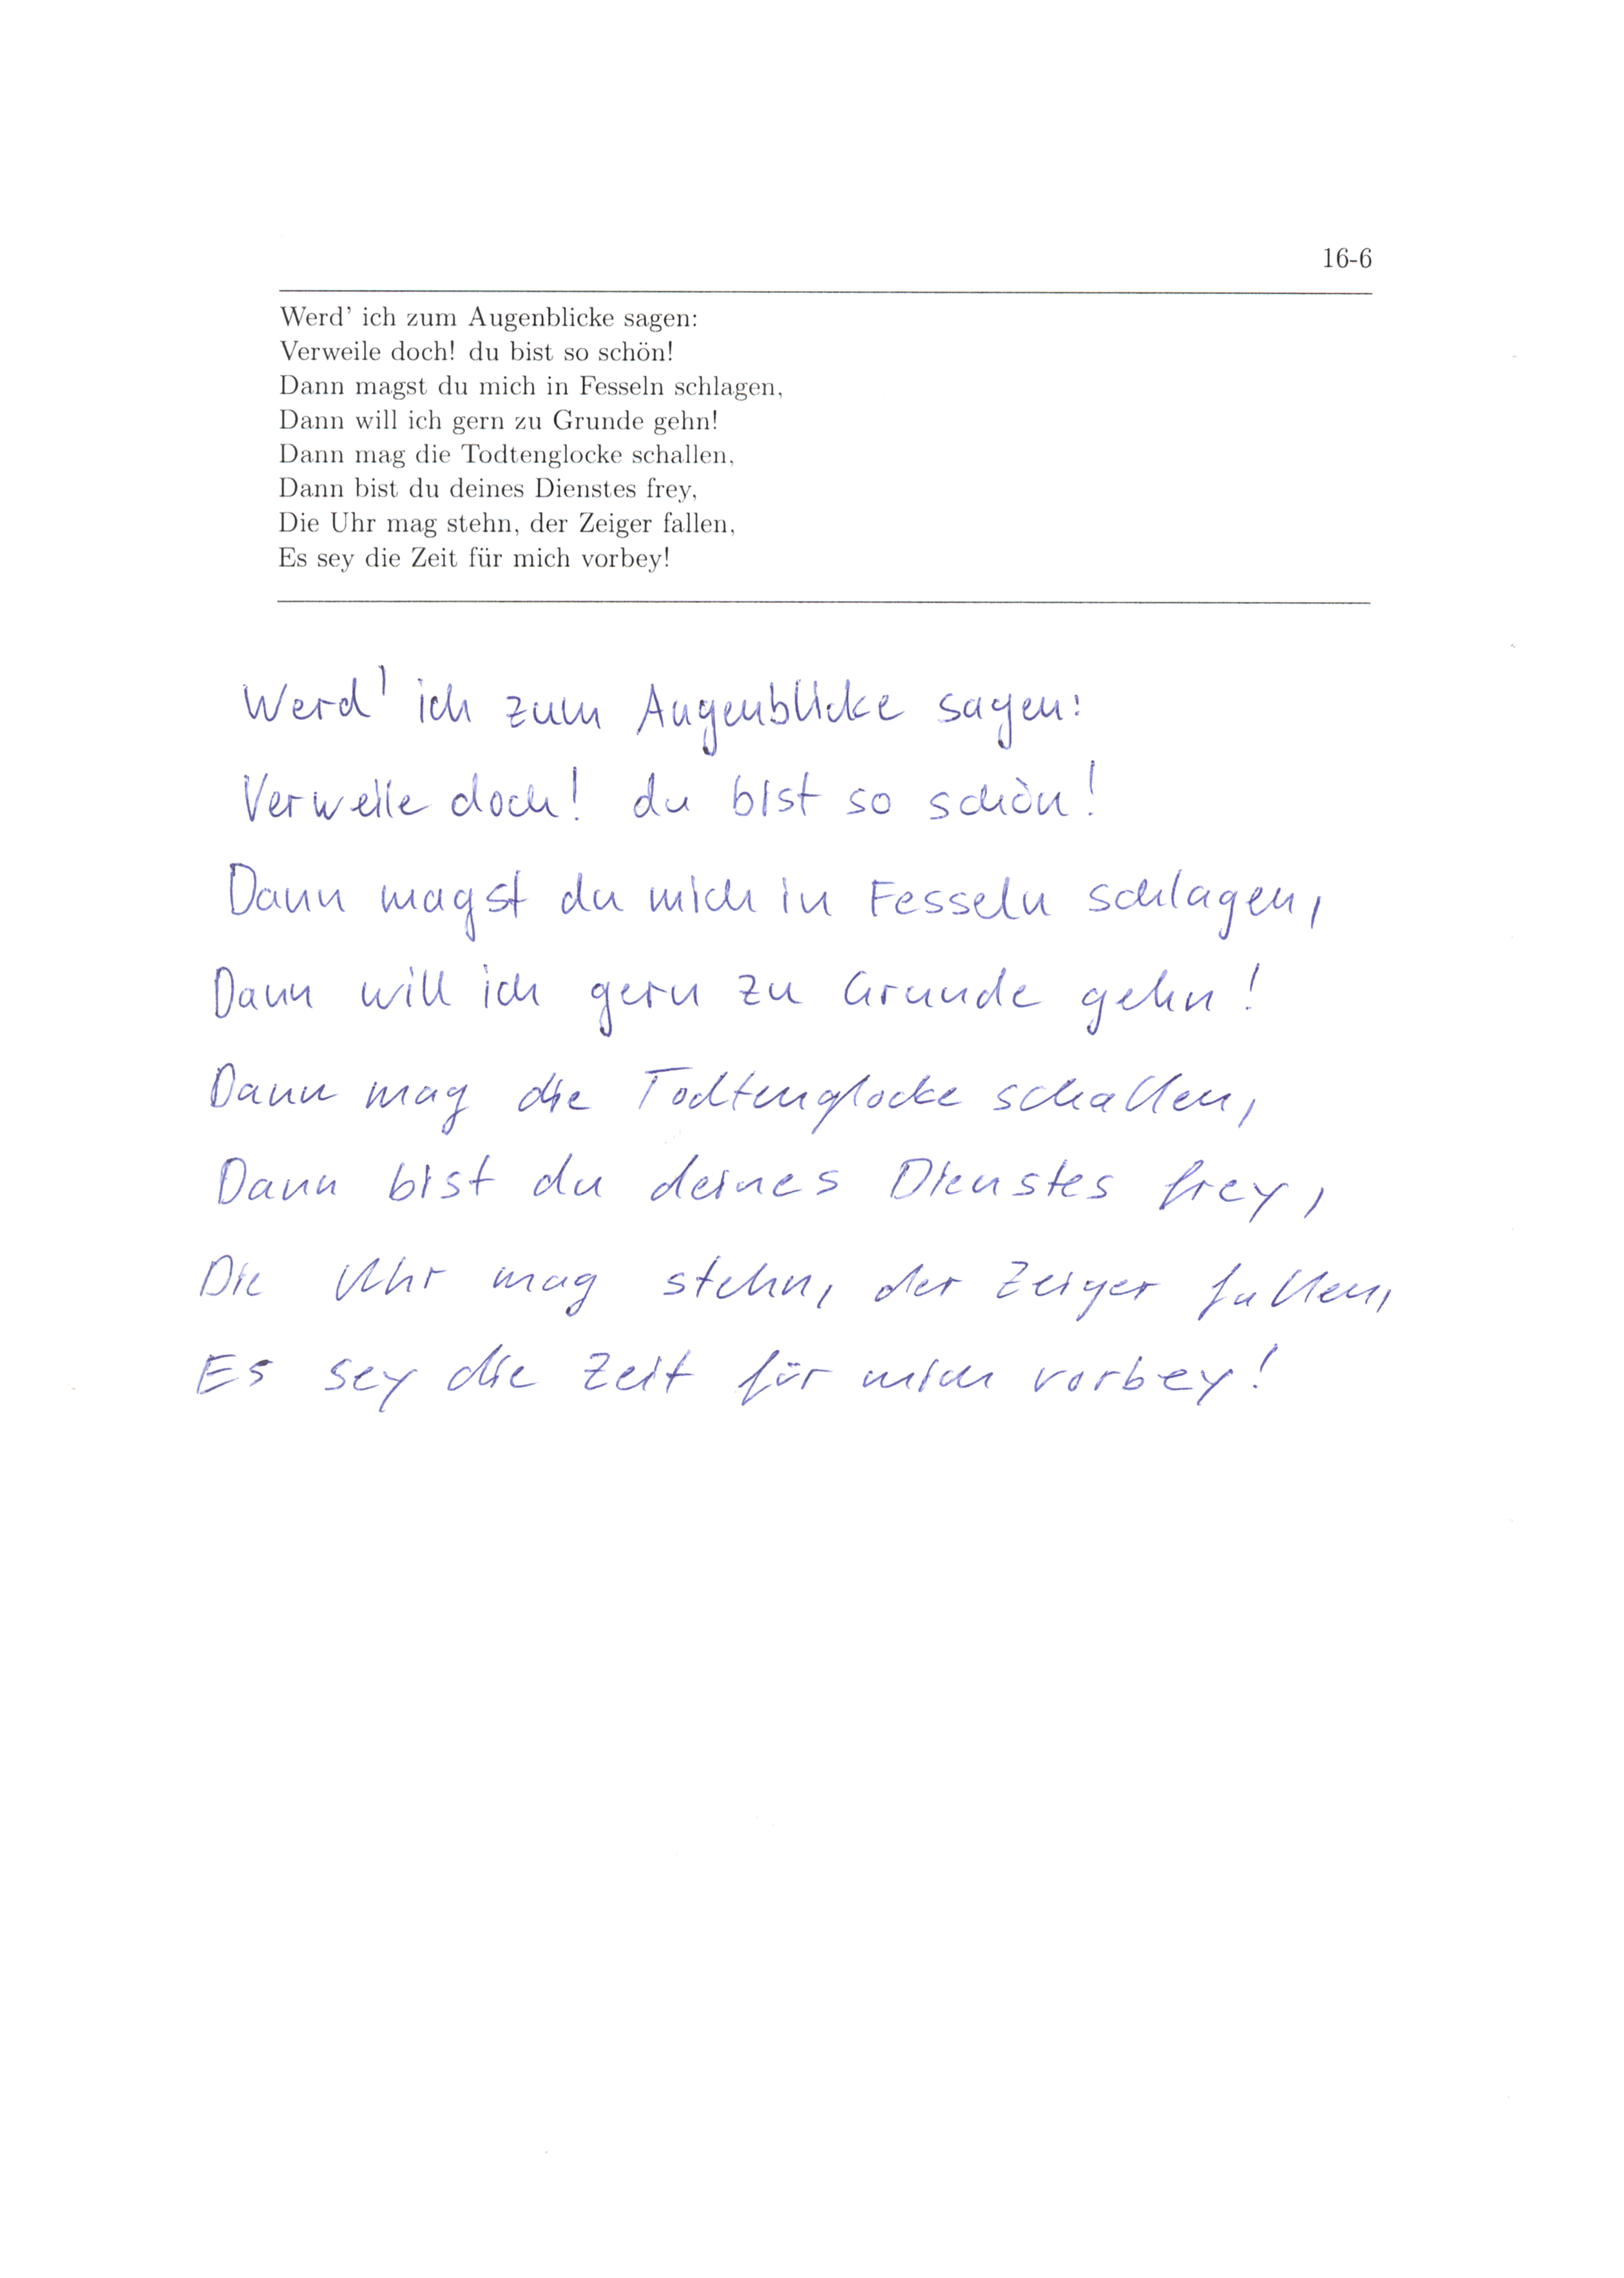 16-6
Werd' ich zum Augenblicke sagen:
Verweile doch! du bist so schön!
Dann magst du mich in Fesseln schlagen,
Dann will ich gern zu Grunde gehn!
Dann mag die Todtenglocke schallen,
Dann bist du deines Dienstes frey,
Die Uhr mag stehn, der Zeiger fallen,
Es sey die Zeit für mich vorbey!
Werd' ich zum Augenblicke sagen:
Verweile doch! du bist so schön!
Dann magst du mich in Fesseln schlagen,
Dann will ich gern zu Grunde gehn!
Dann mag die Todtenglocke schallen,
Dann bist du deines Dienstes frey,
Die Uhr mag stehn, der Zeiger fallen,
Es sey die Zeit für mich vorbey!